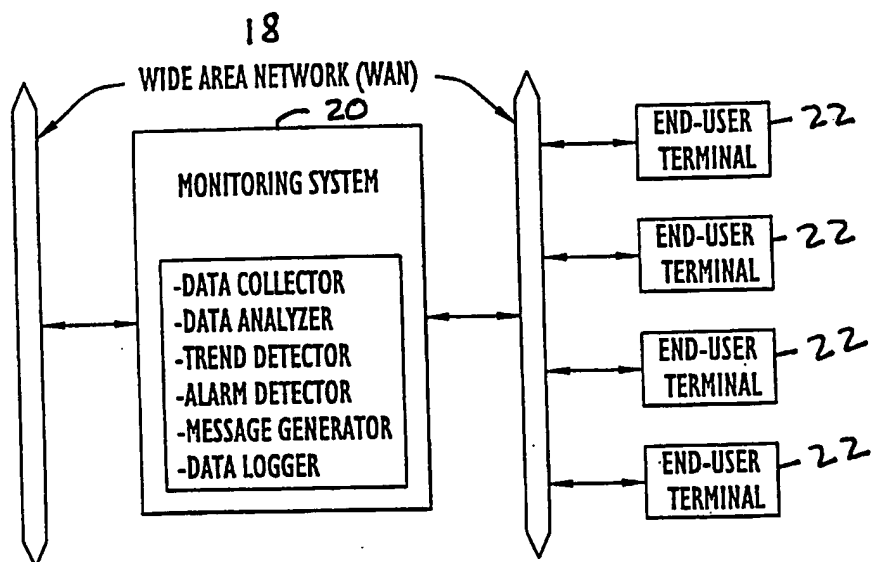 18
WIDE AREA NETWORK (WAN)
20
MONITORING SYSTEM
-DATA COLLECTOR
-DATA ANALYZER
-TREND DETECTOR
-ALARM DETECTOR
-MESSAGE GENERATOR
-DATA LOGGER
END-USER
TERMINAL
22
END-USER
TERMINAL
22
END-USER
TERMINAL
22
END-USER
TERMINAL
22